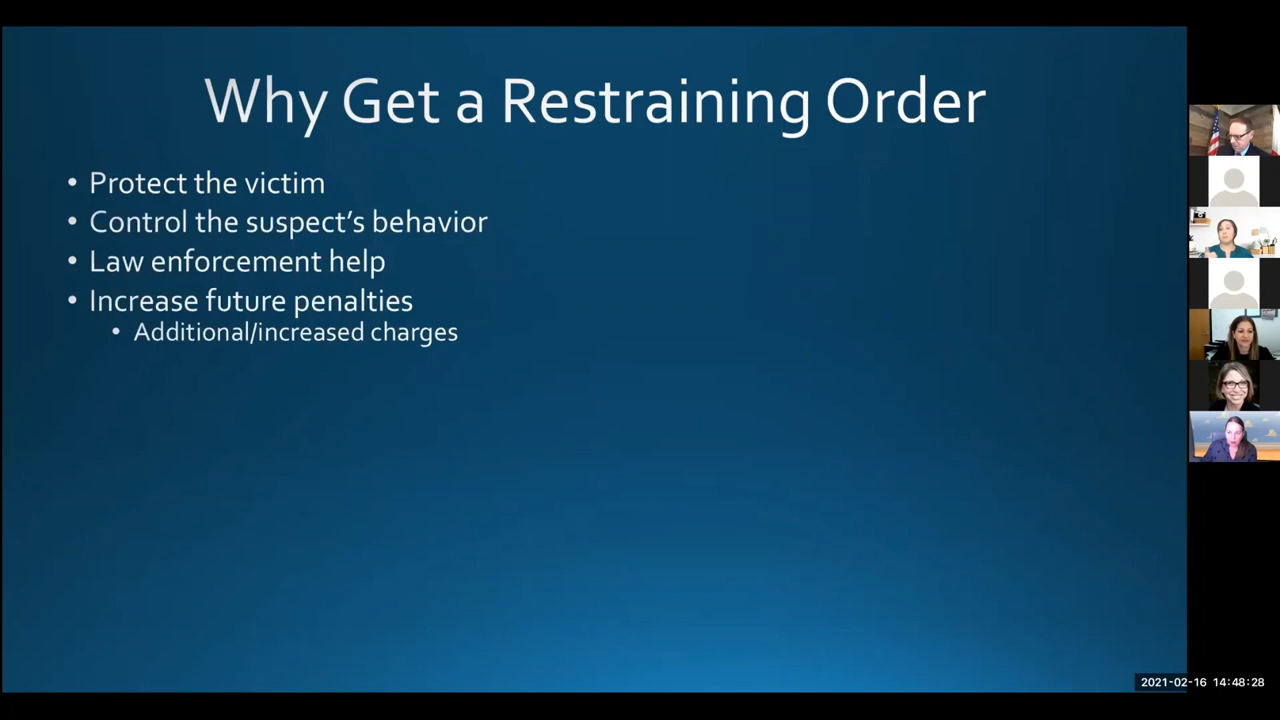 Why Get a Restraining Order
• Protect the victim
• Control the suspect’s behavior
• Law enforcement help
• Increase future penalties
• Additional/increased charges
2021-02-16 14:48:28